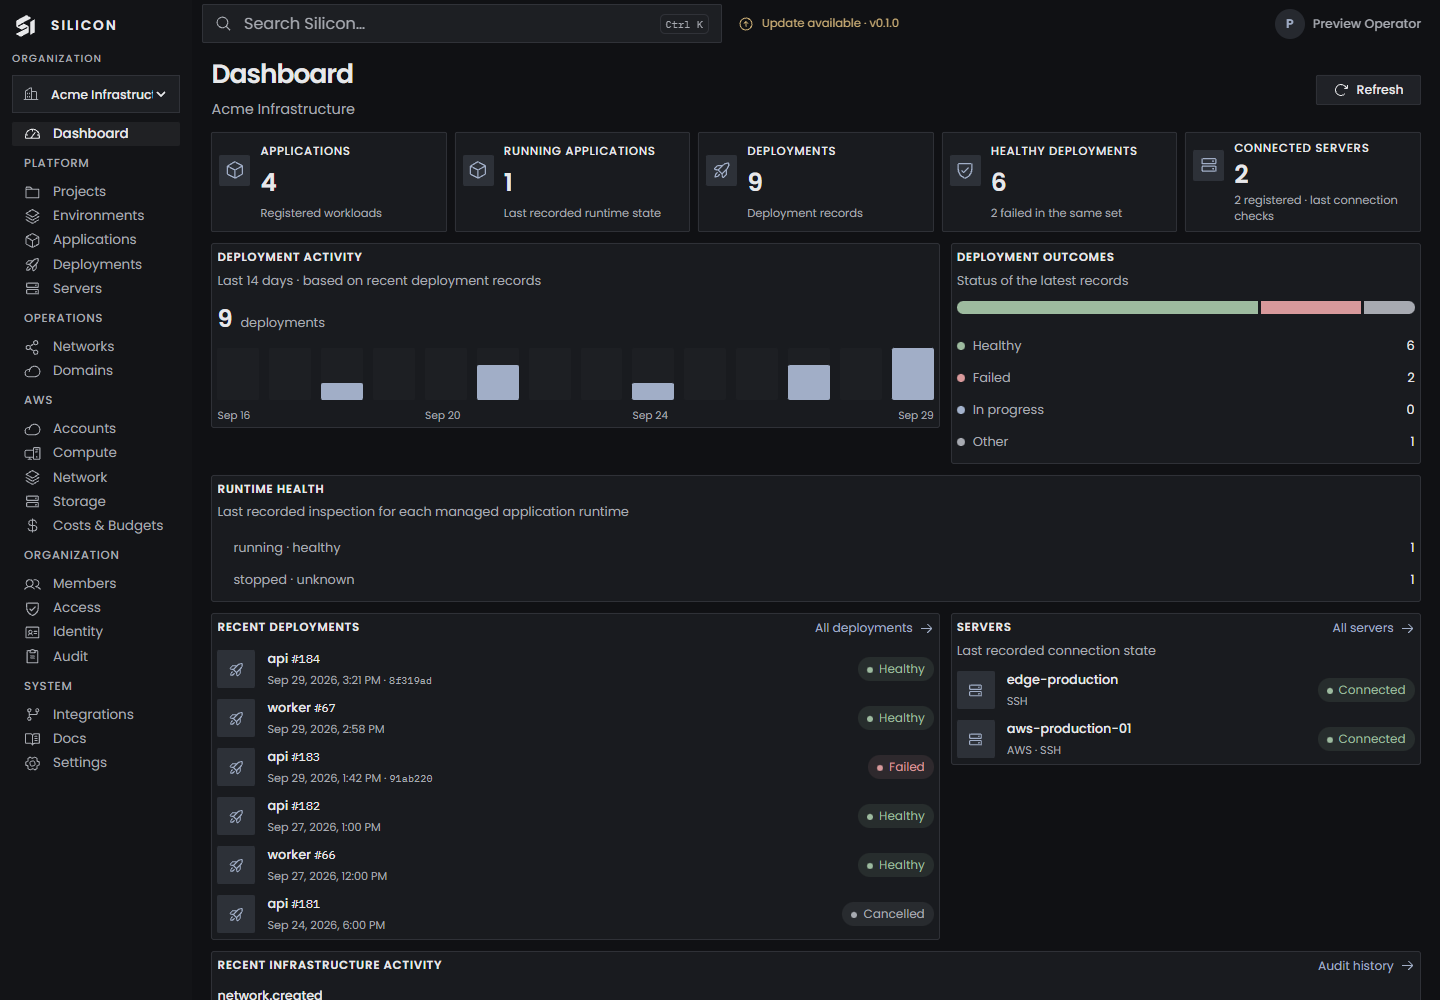 SILICON
Search Silicon...
Ctrl K
Update available · v0.1.0
P
Preview Operator
ORGANIZATION
Acme Infrastruct
Dashboard
PLATFORM
Projects
Environments
Applications
Deployments
Servers
OPERATIONS
Networks
Domains
AWS
Accounts
Compute
Network
Storage
Costs & Budgets
ORGANIZATION
Members
Access
Identity
Audit
SYSTEM
Integrations
Docs
Settings
Dashboard
Acme Infrastructure
Refresh
APPLICATIONS
4
Registered workloads
RUNNING APPLICATIONS
1
Last recorded runtime state
DEPLOYMENTS
9
Deployment records
HEALTHY DEPLOYMENTS
6
2 failed in the same set
CONNECTED SERVERS
2
2 registered · last connection
checks
DEPLOYMENT ACTIVITY
Last 14 days · based on recent deployment records
9 deployments
Sep 16 Sep 20 Sep 24 Sep 29
DEPLOYMENT OUTCOMES
Status of the latest records
Healthy 6
Failed 2
In progress 0
Other 1
RUNTIME HEALTH
Last recorded inspection for each managed application runtime
running · healthy 1
stopped · unknown 1
RECENT DEPLOYMENTS
All deployments
api #184
Sep 29, 2026, 3:21 PM · 8f319ad
Healthy
worker #67
Sep 29, 2026, 2:58 PM
Healthy
api #183
Sep 29, 2026, 1:42 PM · 91ab220
Failed
api #182
Sep 27, 2026, 1:00 PM
Healthy
worker #66
Sep 27, 2026, 12:00 PM
Healthy
api #181
Sep 24, 2026, 6:00 PM
Cancelled
SERVERS
All servers
Last recorded connection state
edge-production
SSH
Connected
aws-production-01
AWS · SSH
Connected
RECENT INFRASTRUCTURE ACTIVITY
Audit history
network.created